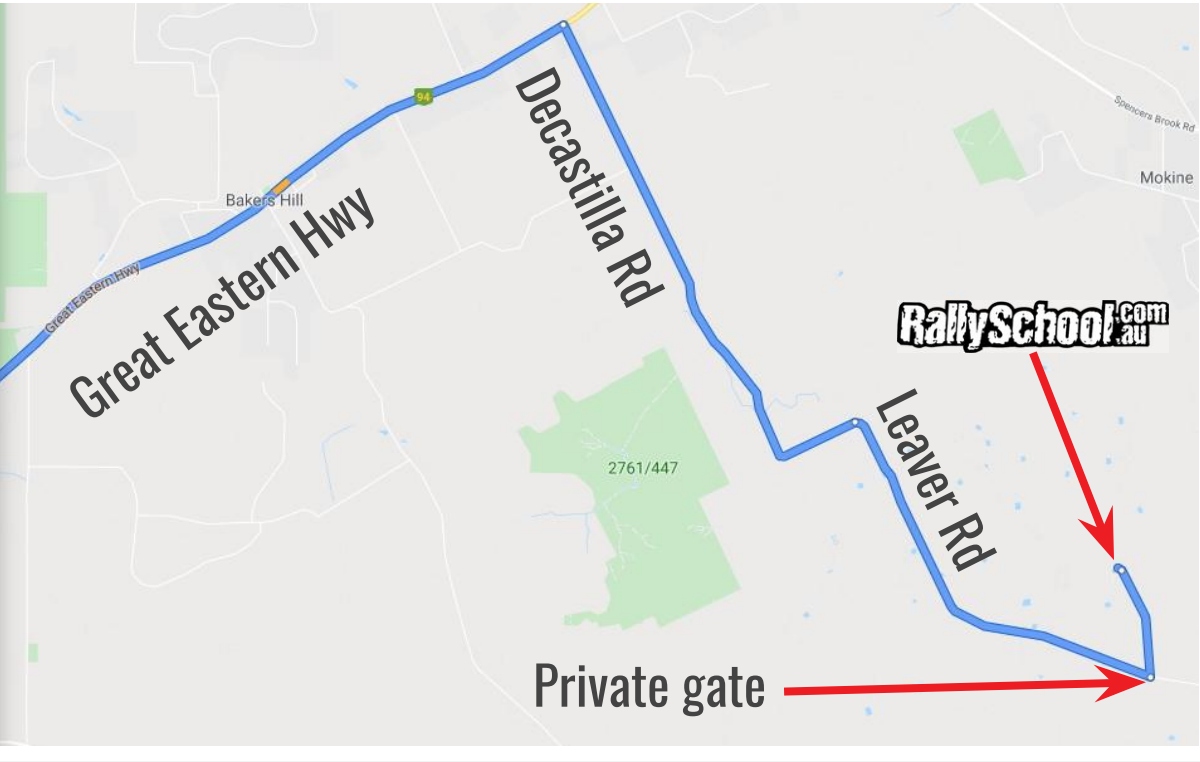 94
Spencers Brook Rd
Mokine
Decastilla Rd
Bakers Hill
Great Eastern Hwy
Great Eastern Hwy
RallySchool.com
.au
Leaver Rd
2761/447
Private gate